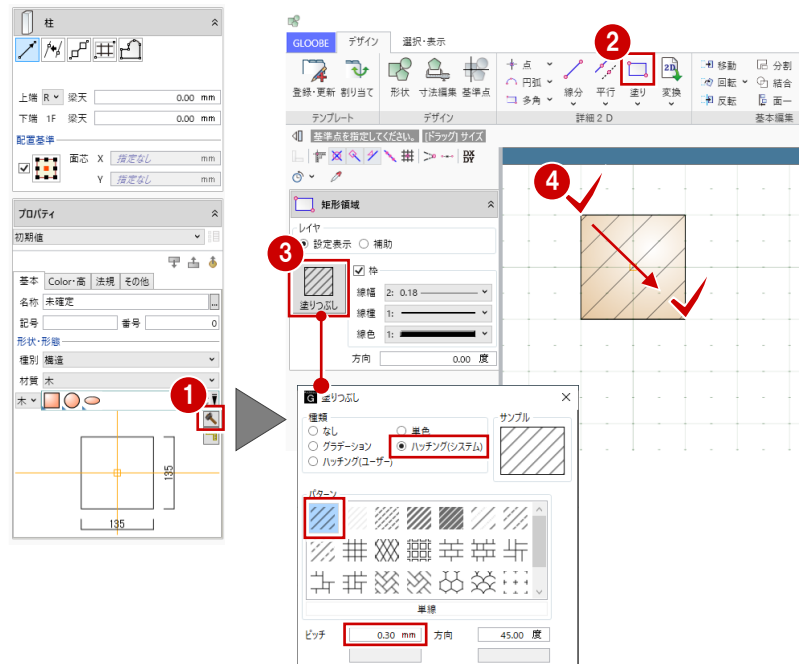 柱
上端 R 梁天 0.00 mm
下端 1F 梁天 0.00 mm
配置基準
面芯 X 指定なし mm
Y 指定なし mm
プロパティ
初期値
基本 Color・高 法規 その他
名称 未確定 ...
記号 番号 0
形状・形態
種別 構造
材質 木
木
1
135
135
GLOOBE デザイン 選択・表示
2
登録・更新 割り当て 形状 寸法編集 基準点
点 円弧 多角 線分 平行 塗り 変換
2D
移動 分割
回転 結合
反転 面一
テンプレート デザイン 詳細２Ｄ 基本編集
基準点を指定してください。 [ドラッグ] サイズ
DX
DY
矩形領域
レイヤ
設定表示 補助
3
塗りつぶし
枠
線幅 2: 0.18
線種 1:
線色 1:
方向 0.00 度
4
G 塗りつぶし
種類
なし 単色
グラデーション ハッチング(システム)
ハッチング(ユーザー)
サンプル
パターン
単線
ピッチ 0.30 mm 方向 45.00 度